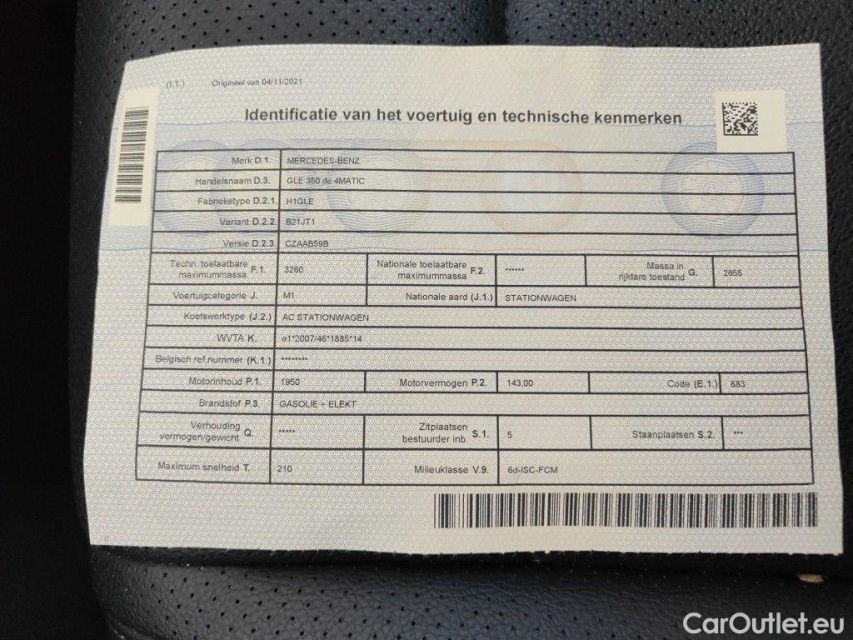 (I.1.) Origineel van 04/11/2021
Identificatie van het voertuig en technische kenmerken
Merk D.1. MERCEDES-BENZ
Handelsnaam D.3. GLE 350 de 4MATIC
Fabriekstype D.2.1. H1GLE
Variant D.2.2. B21JT1
Versie D.2.3. CZAAB59B
Techn. toelaatbare maximummassa F.1. 3260 Nationale toelaatbare maximummassa F.2. ****** Massa in rijklare toestand G. 2655
Voertuigcategorie J. M1 Nationale aard (J.1.) STATIONWAGEN
Koetswerktype (J.2.) AC STATIONWAGEN
WVTA K. e1*2007/46*1885*14
Belgisch ref.nummer (K.1.) ********
Motorinhoud P.1. 1950 Motorvermogen P.2. 143,00 Code (E.1.) 683
Brandstof P.3. GASOLIE + ELEKT
Verhouding vermogen/gewicht Q. ***** Zitplaatsen bestuurder inb S.1. 5 Staanplaatsen S.2. ***
Maximum snelheid T. 210 Milieuklasse V.9. 6d-ISC-FCM
CarOutlet.eu